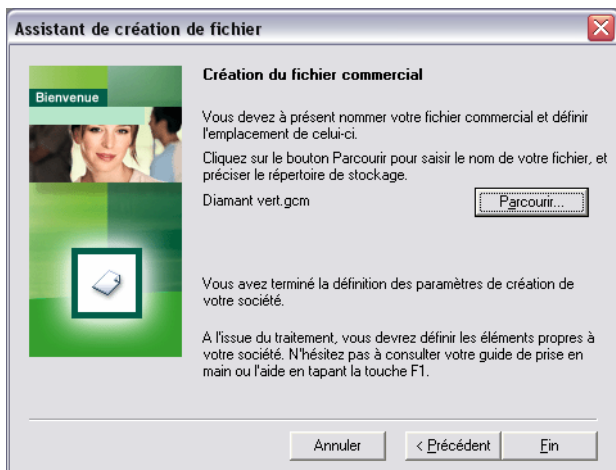 Assistant de création de fichier
Bienvenue
Création du fichier commercial
Vous devez à présent nommer votre fichier commercial et définir
l'emplacement de celui-ci.
Cliquez sur le bouton Parcourir pour saisir le nom de votre fichier, et
préciser le répertoire de stockage.
Diamant vert.gcm
Parcourir...
Vous avez terminé la définition des paramètres de création de
votre société.
A l'issue du traitement, vous devrez définir les éléments propres à
votre société. N'hésitez pas à consulter votre guide de prise en
main ou l'aide en tapant la touche F1.
Annuler
< Précédent
Fin